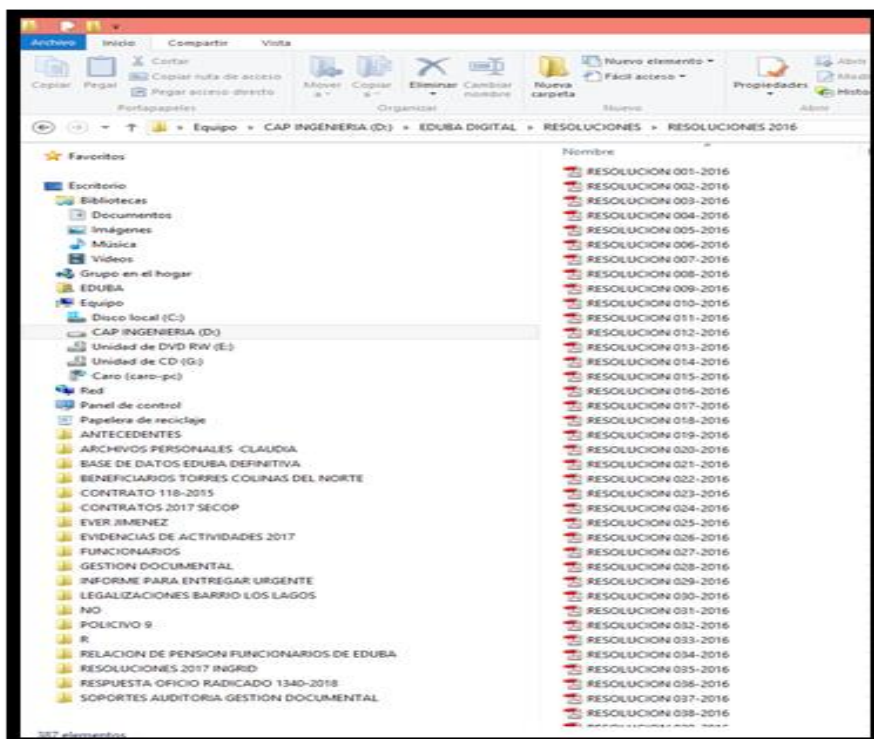 Archivo Inicio Compartir Vista
Copiar Pegar Cortar
Copiar ruta de acceso
Pegar acceso directo
Mover a Copiar a Eliminar Cambiar nombre
Nueva carpeta Nuevo elemento
Fácil acceso
Propiedades Abrir
Portapapeles Organizar Nuevo Abrir
Equipo CAP INGENIERIA (D:) EDUBA DIGITAL RESOLUCIONES RESOLUCIONES 2016
Favoritos
Escritorio
Bibliotecas
Documentos
Imágenes
Música
Vídeos
Grupo en el hogar
EDUBA
Equipo
Disco local (C:)
CAP INGENIERIA (D:)
Unidad de DVD RW (E:)
Unidad de CD (G:)
Caro (caro-pc)
Red
Panel de control
Papelera de reciclaje
ANTECEDENTES
ARCHIVOS PERSONALES CLAUDIA
BASE DE DATOS EDUBA DEFINITIVA
BENEFICIARIOS TORRES COLINAS DEL NORTE
CONTRATO 118-2015
CONTRATOS 2017 SECOP
EVER JIMENEZ
EVIDENCIAS DE ACTIVIDADES 2017
FUNCIONARIOS
GESTION DOCUMENTAL
INFORME PARA ENTREGAR URGENTE
LEGALIZACIONES BARRIO LOS LAGOS
NO
POLICIVO 9
R
RELACION DE PENSION FUNCIONARIOS DE EDUBA
RESOLUCIONES 2017 INGRID
RESPUESTA OFICIO RADICADO 1340-2018
SOPORTES AUDITORIA GESTION DOCUMENTAL
Nombre
RESOLUCION 001-2016
RESOLUCION 002-2016
RESOLUCION 003-2016
RESOLUCION 004-2016
RESOLUCION 005-2016
RESOLUCION 006-2016
RESOLUCION 007-2016
RESOLUCION 008-2016
RESOLUCION 009-2016
RESOLUCION 010-2016
RESOLUCION 011-2016
RESOLUCION 012-2016
RESOLUCION 013-2016
RESOLUCION 014-2016
RESOLUCION 015-2016
RESOLUCION 016-2016
RESOLUCION 017-2016
RESOLUCION 018-2016
RESOLUCION 019-2016
RESOLUCION 020-2016
RESOLUCION 021-2016
RESOLUCION 022-2016
RESOLUCION 023-2016
RESOLUCION 024-2016
RESOLUCION 025-2016
RESOLUCION 026-2016
RESOLUCION 027-2016
RESOLUCION 028-2016
RESOLUCION 029-2016
RESOLUCION 030-2016
RESOLUCION 031-2016
RESOLUCION 032-2016
RESOLUCION 033-2016
RESOLUCION 034-2016
RESOLUCION 035-2016
RESOLUCION 036-2016
RESOLUCION 037-2016
RESOLUCION 038-2016
387 elementos